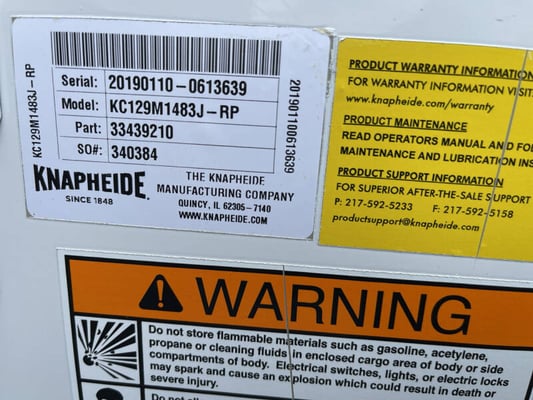 KC129M1483J-RP
Serial: 20190110-0613639
Model: KC129M1483J-RP
Part: 33439210
SO#: 340384
201901100613639
KNAPHEIDE.
SINCE 1848
THE KNAPHEIDE
MANUFACTURING COMPANY
QUINCY, IL 62305-7140
WWW.KNAPHEIDE.COM
PRODUCT WARRANTY INFORMATION
FOR WARRANTY INFORMATION VISIT
www.knapheide.com/warranty
PRODUCT MAINTENANCE
READ OPERATORS MANUAL AND FOL
MAINTENANCE AND LUBRICATION INS
PRODUCT SUPPORT INFORMATION
FOR SUPERIOR AFTER-THE-SALE SUPPORT
P: 217-592-5233 F: 217-592-5158
productsupport@knapheide.com
WARNING
Do not store flammable materials such as gasoline, acetylene,
propane or cleaning fluids in enclosed cargo area of body or side
compartments of body. Electrical switches, lights, or electric locks
may spark and cause an explosion which could result in death or
severe injury.
Do not all